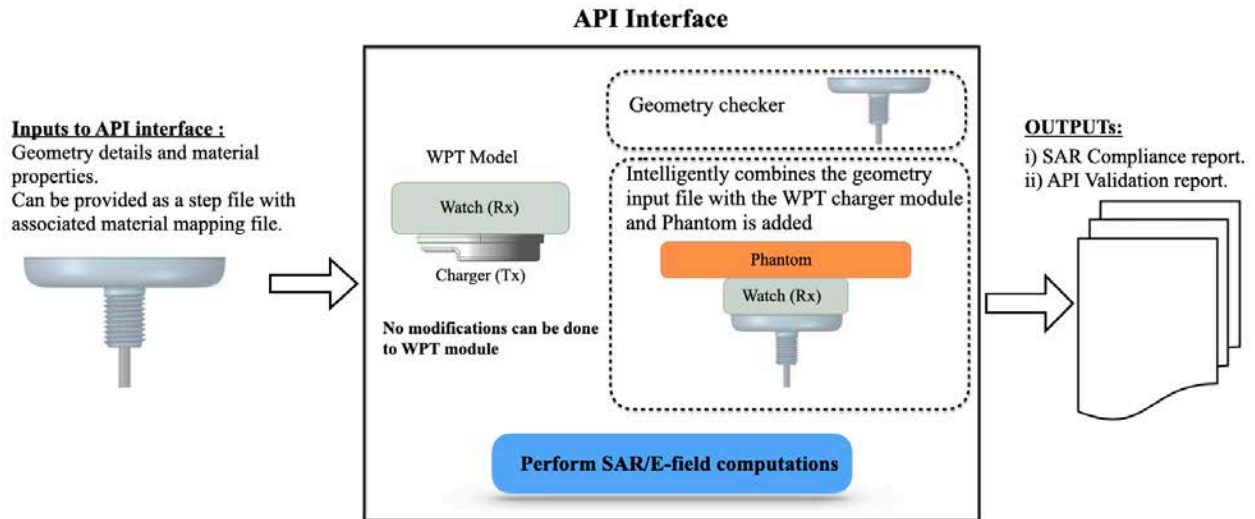 API Interface
Inputs to API interface :
Geometry details and material
properties.
Can be provided as a step file with
associated material mapping file.
WPT Model
Watch (Rx)
Charger (Tx)
No modifications can be done
to WPT module
Geometry checker
Intelligently combines the geometry
input file with the WPT charger module
and Phantom is added
Phantom
Watch (Rx)
Perform SAR/E-field computations
OUTPUTs:
i) SAR Compliance report.
ii) API Validation report.